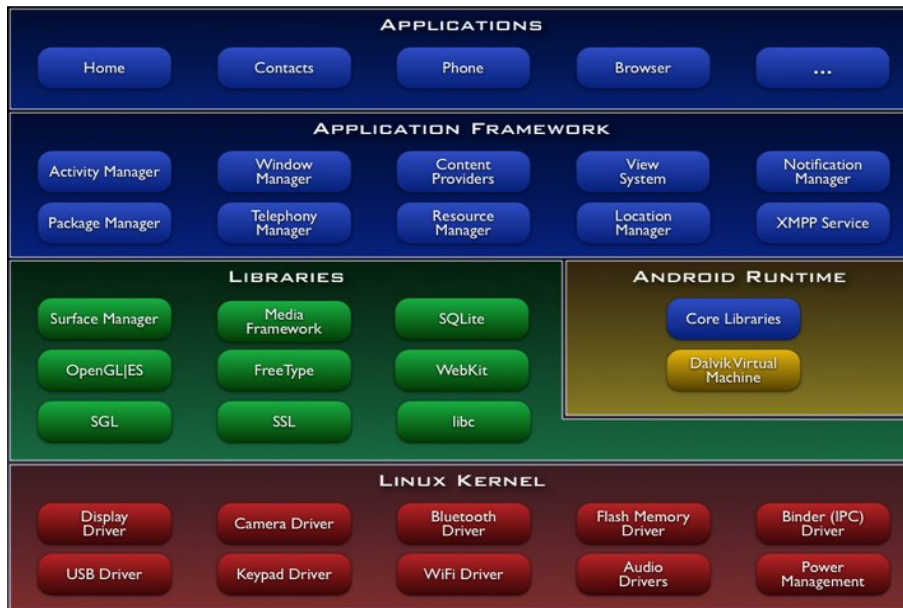 APPLICATIONS
Home
Contacts
Phone
Browser
...
APPLICATION FRAMEWORK
Activity Manager
Window
Manager
Content
Providers
View
System
Notification
Manager
Package Manager
Telephony
Manager
Resource
Manager
Location
Manager
XMPP Service
LIBRARIES
Surface Manager
Media
Framework
SQLite
OpenGL|ES
FreeType
WebKit
SGL
SSL
libc
ANDROID RUNTIME
Core Libraries
Dalvik Virtual
Machine
LINUX KERNEL
Display
Driver
Camera Driver
Bluetooth
Driver
Flash Memory
Driver
Binder (IPC)
Driver
USB Driver
Keypad Driver
WiFi Driver
Audio
Drivers
Power
Management